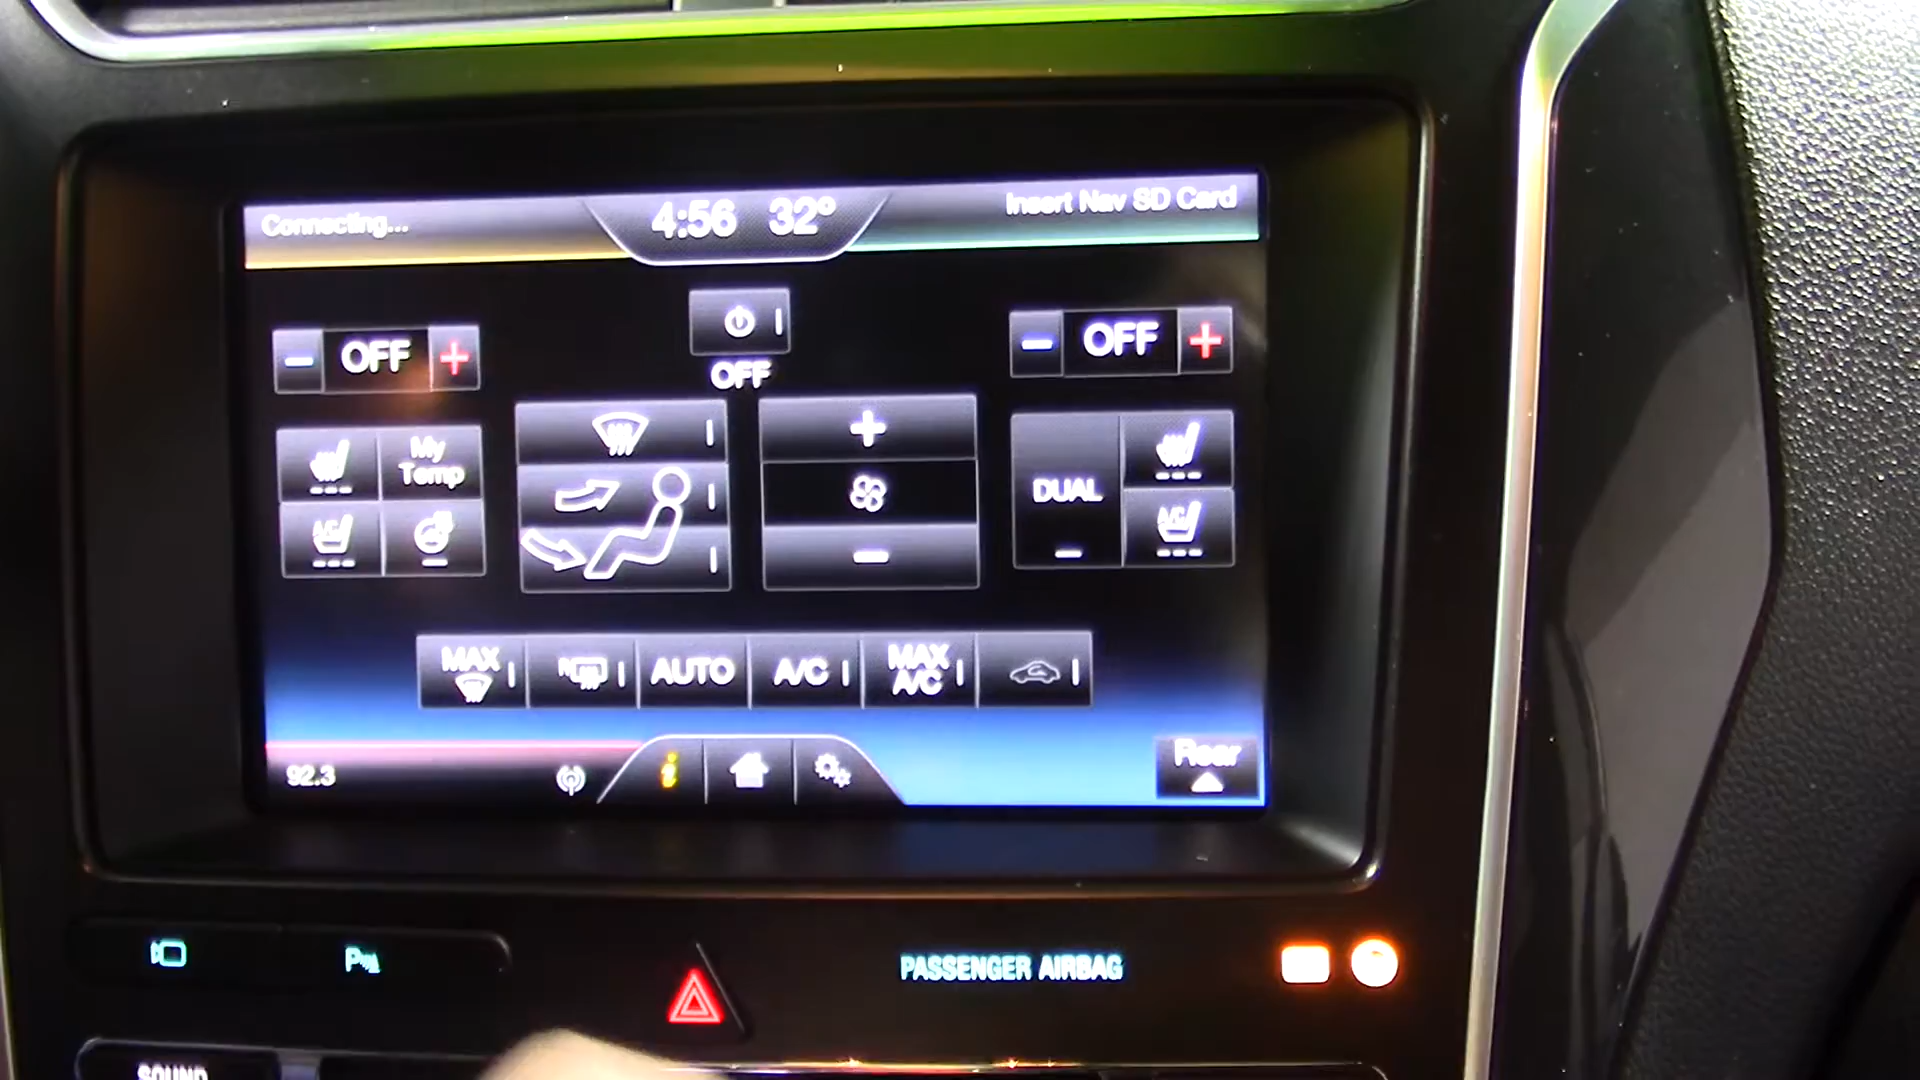 Connecting...
4:56 32°
Insert Nav SD Card
OFF
OFF
OFF
My
Temp
A/C
DUAL
A/C
MAX
R
AUTO
A/C
MAX
A/C
92.3
i
Rear
P
PASSENGER AIRBAG
SOUND